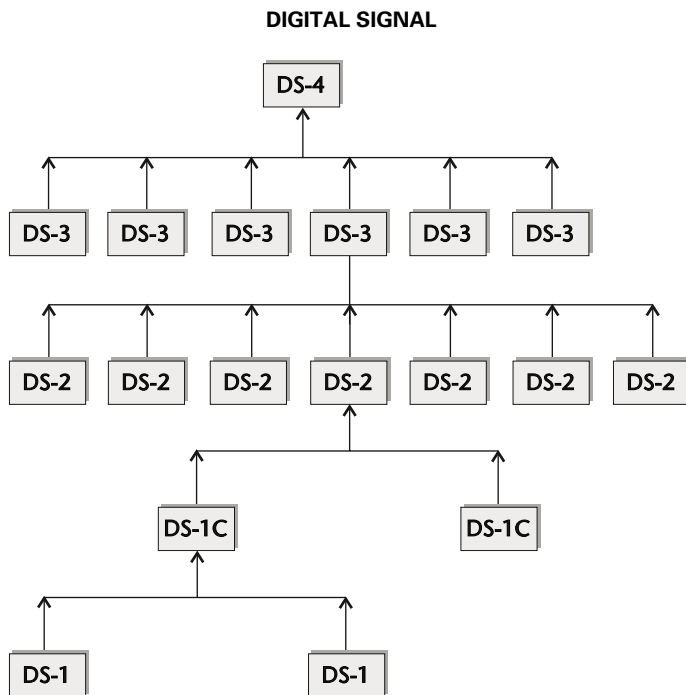 DIGITAL SIGNAL
DS-4
DS-3 DS-3 DS-3 DS-3 DS-3 DS-3
DS-2 DS-2 DS-2 DS-2 DS-2 DS-2 DS-2
DS-1C DS-1C
DS-1 DS-1